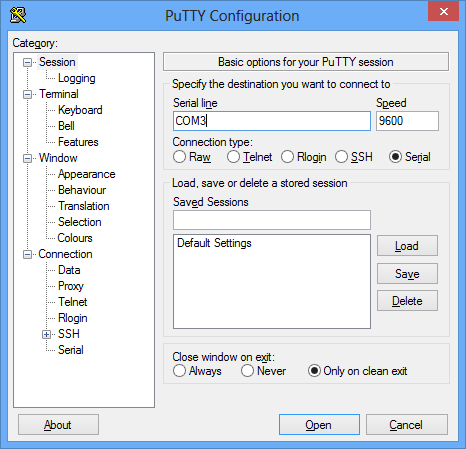 PuTTY Configuration
Category:
Session
Logging
Terminal
Keyboard
Bell
Features
Window
Appearance
Behaviour
Translation
Selection
Colours
Connection
Data
Proxy
Telnet
Rlogin
SSH
Serial
Basic options for your PuTTY session
Specify the destination you want to connect to
Serial line Speed
COM3 9600
Connection type:
Raw Telnet Rlogin SSH Serial
Load, save or delete a stored session
Saved Sessions
Default Settings
Load
Save
Delete
Close window on exit:
Always Never Only on clean exit
About Open Cancel